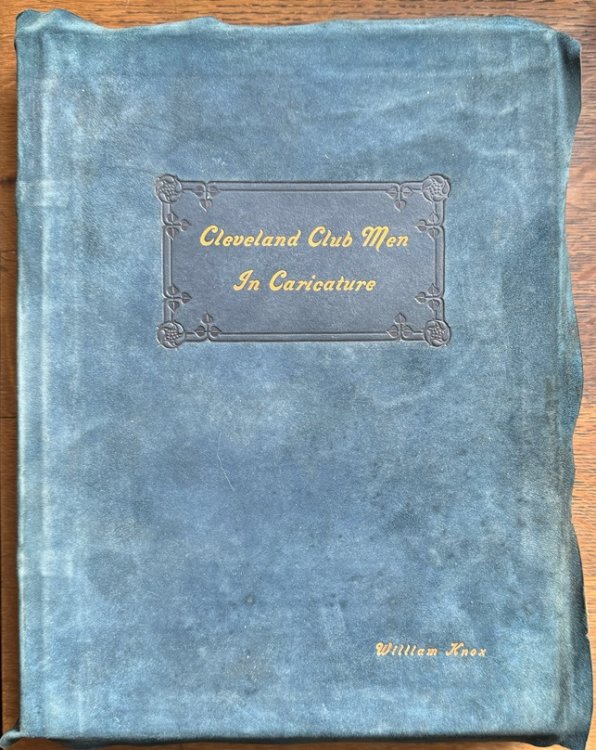 Cleveland Club Men
In Caricature
William Knox